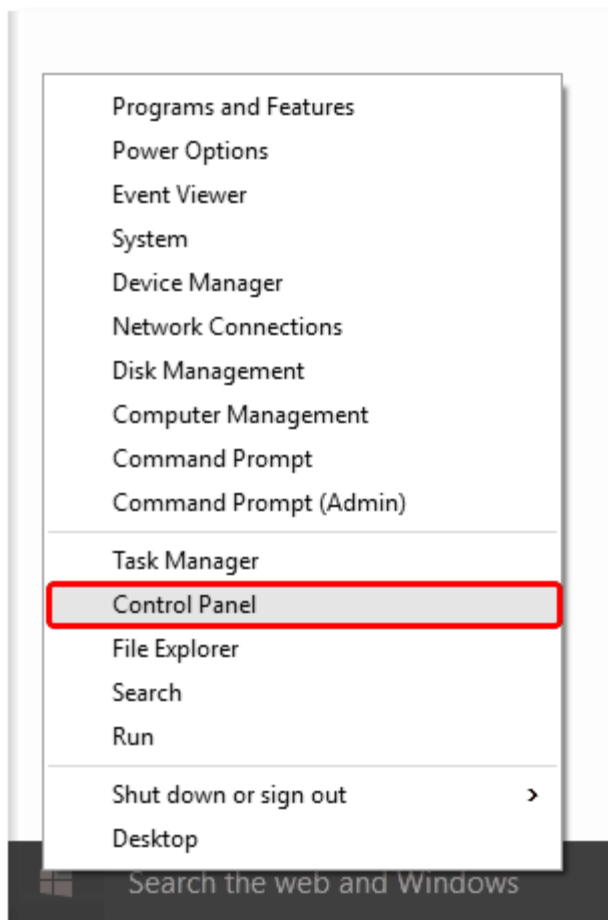 Programs and Features
Power Options
Event Viewer
System
Device Manager
Network Connections
Disk Management
Computer Management
Command Prompt
Command Prompt (Admin)
Task Manager
Control Panel
File Explorer
Search
Run
Shut down or sign out
Desktop
Search the web and Windows